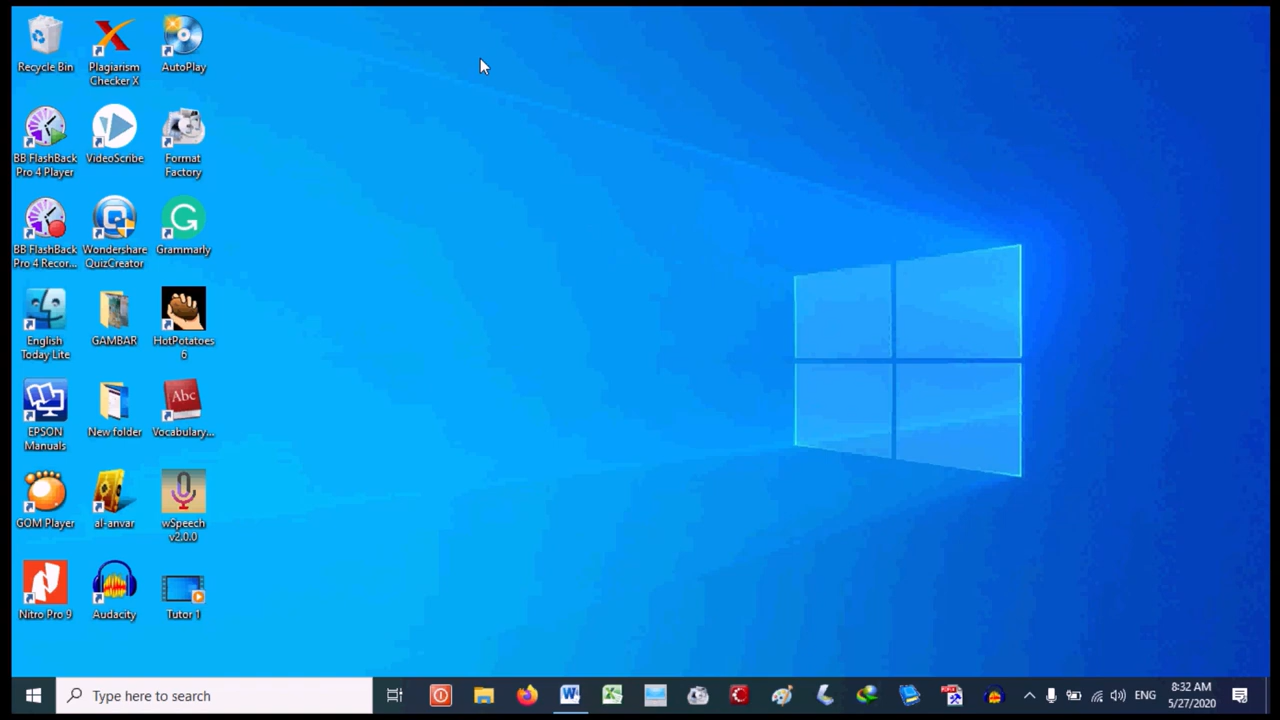 Recycle Bin
Plagiarism
Checker X
AutoPlay
BB FlashBack
Pro 4 Player
VideoScribe
Format
Factory
BB FlashBack
Pro 4 Recor...
Wondershare
QuizCreator
Grammarly
English
Today Lite
GAMBAR
HotPotatoes
6
EPSON
Manuals
New folder
Abc
Vocabulary...
GOM Player
al-anvar
wSpeech
v2.0.0
Nitro Pro 9
Audacity
Tutor 1
Type here to search
ENG
8:32 AM
5/27/2020